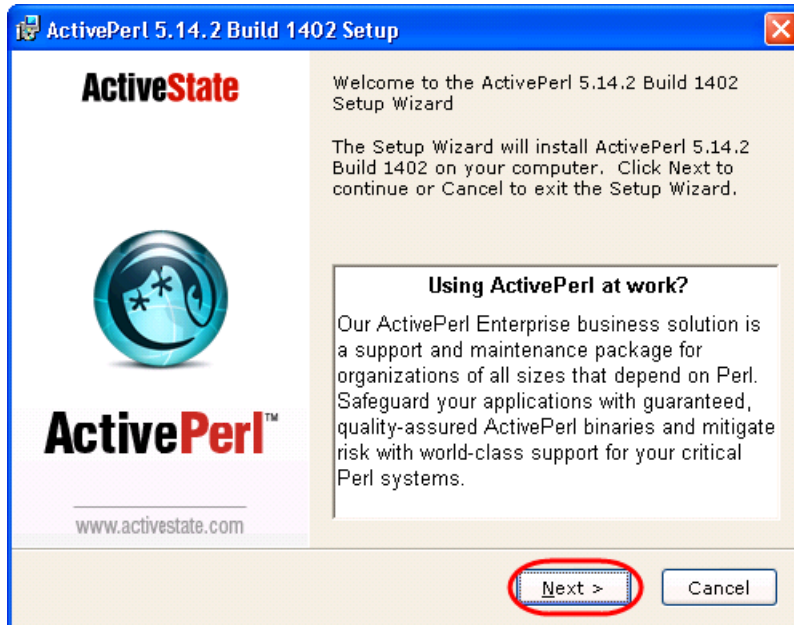 ActivePerl 5.14.2 Build 1402 Setup
ActiveState
Welcome to the ActivePerl 5.14.2 Build 1402
Setup Wizard
The Setup Wizard will install ActivePerl 5.14.2
Build 1402 on your computer. Click Next to
continue or Cancel to exit the Setup Wizard.
Using ActivePerl at work?
Our ActivePerl Enterprise business solution is
a support and maintenance package for
organizations of all sizes that depend on Perl.
Safeguard your applications with guaranteed,
quality-assured ActivePerl binaries and mitigate
risk with world-class support for your critical
Perl systems.
ActivePerl™
www.activestate.com
Next >
Cancel